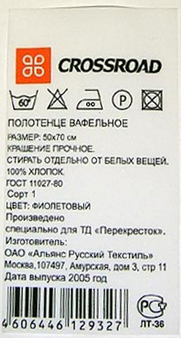 CROSSROAD
60°
P
ПОЛОТЕНЦЕ ВАФЕЛЬНОЕ
РАЗМЕР: 50х70 см
КРАШЕНИЕ ПРОЧНОЕ.
СТИРАТЬ ОТДЕЛЬНО ОТ БЕЛЫХ ВЕЩЕЙ.
100% ХЛОПОК.
ГОСТ 11027-80
Сорт 1
ЦВЕТ: ФИОЛЕТОВЫЙ
Произведено
специально для ТД «Перекресток».
Изготовитель:
ОАО «Альянс Русский Текстиль»
Москва,107497, Амурская, дом 3, стр 11
Дата выпуска 2005 год
4 606446 129327
РС
ЛТ-36